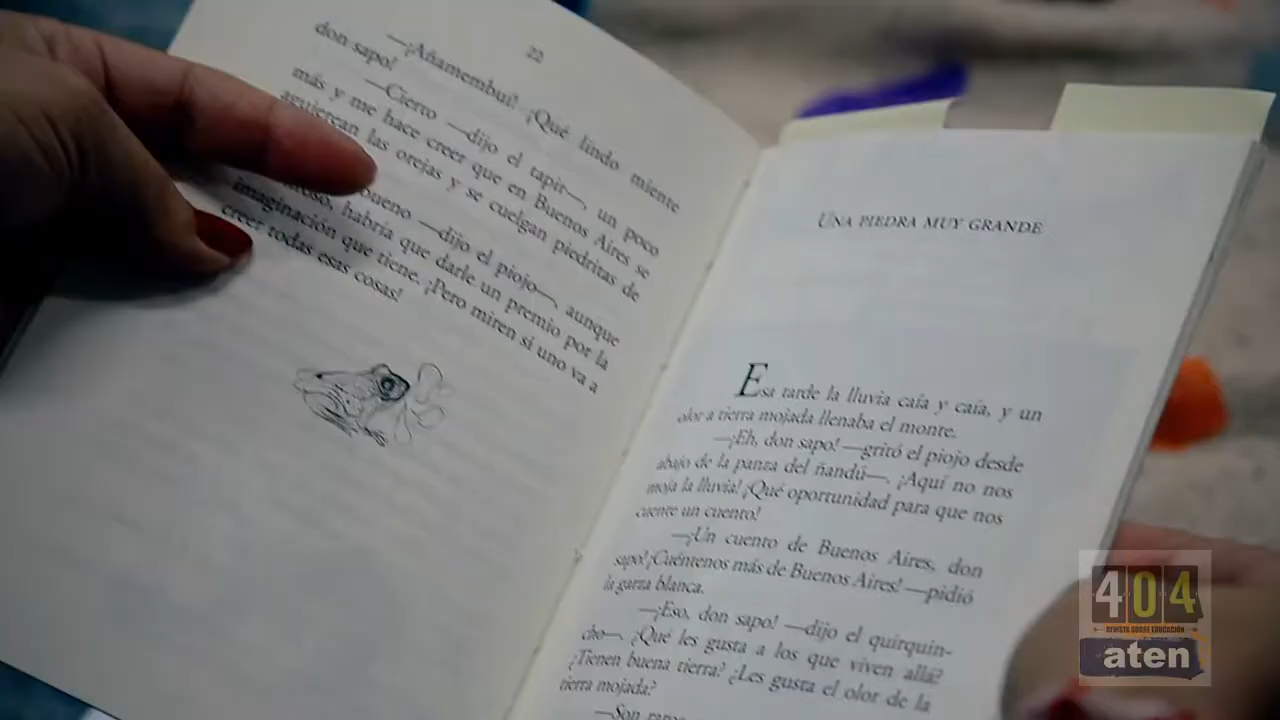 22
—¡Añamembuí! ¡Qué lindo miente
don sapo!
—Cierto —dijo el tapir—, un poco
más y me hace creer que en Buenos Aires se
agujerean las orejas y se cuelgan piedritas de
bueno —dijo el piojo—, aunque
habría que darle un premio por la
imaginación que tiene. ¡Pero miren si uno va a
creer todas esas cosas!
UNA PIEDRA MUY GRANDE
Esa tarde la lluvia caía y caía, y un
olor a tierra mojada llenaba el monte.
—¡Eh, don sapo! —gritó el piojo desde
abajo de la panza del ñandú—. ¡Aquí no nos
moja la lluvia! ¡Qué oportunidad para que nos
cuente un cuento!
—¡Un cuento de Buenos Aires, don
sapo! ¡Cuéntenos más de Buenos Aires! —pidió
la garza blanca.
—¡Eso, don sapo! —dijo el quirquin-
cho—. ¿Qué les gusta a los que viven allá?
¿Tienen buena tierra? ¿Les gusta el olor de la
tierra mojada?
—Son raros
404
REVISTA SOBRE EDUCACIÓN
aten